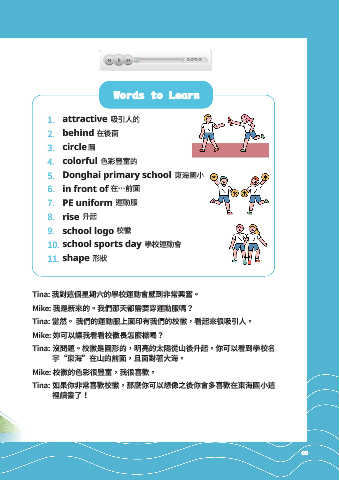 Words to Learn
1. attractive 吸引人的
2. behind 在後面
3. circle 圓
4. colorful 色彩豐富的
5. Donghai primary school 東海國小
6. in front of 在…前面
7. PE uniform 運動服
8. rise 升起
9. school logo 校徽
10. school sports day 學校運動會
11. shape 形狀
Tina: 我對這個星期六的學校運動會感到非常興奮。
Mike: 我是新來的。我們那天都需要穿運動服嗎？
Tina: 當然。我們的運動服上面印有我們的校徽，看起來很吸引人。
Mike: 妳可以讓我看看校徽長怎麼樣嗎？
Tina: 沒問題。校徽是圓形的，明亮的太陽從山後升起。你可以看到學校名
字“東海”在山的前面，且面對著大海。
Mike: 校徽的色彩很豐富，我很喜歡。
Tina: 如果你非常喜歡校徽，那麼你可以想像之後你會多喜歡在東海國小這
裡讀書了！